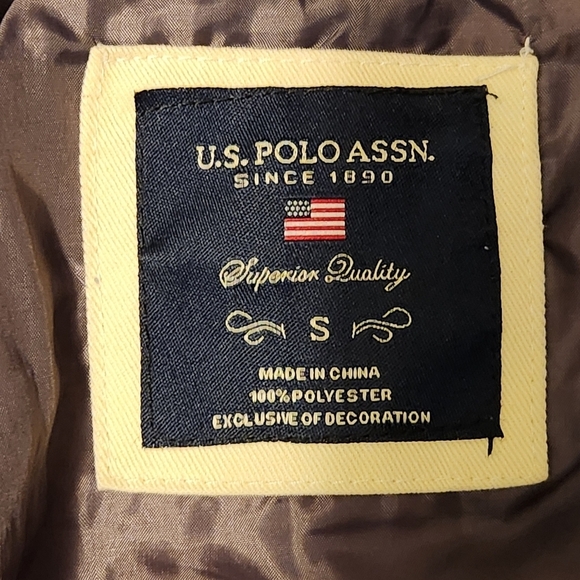 U.S. POLO ASSN.
SINCE 1890
Superior Quality
S
MADE IN CHINA
100% POLYESTER
EXCLUSIVE OF DECORATION